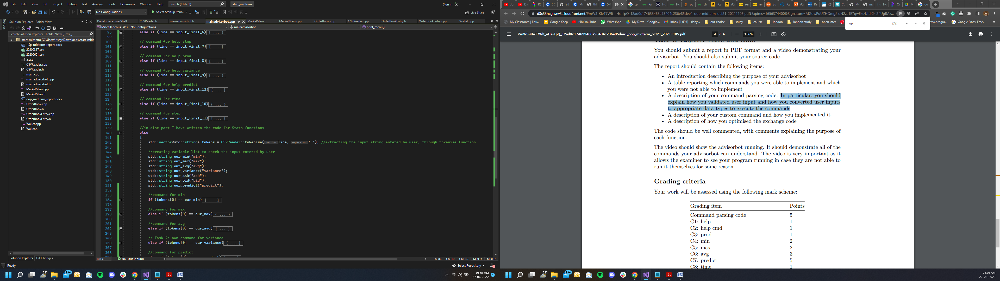 File Edit View Git Project Debug Test Analyze Tools Extensions Window Help Search (Ctrl+Q) start_midterm Sign in
No Configurations Select Startup Item... Live Share
Toolbox
Solution Explorer - Folder View
Search Solution Explorer - Folder View (Ctrl+;)
start_midterm (C:\Users\rishy\Downloads\start_midt
~$p_midterm_report.docx
20200317.csv
20200601.csv
a.exe
CSVReader.cpp
CSVReader.h
main.cpp
mainadvisorbot.cpp
mainadvisorbot.h
MerkelMain.cpp
MerkelMain.h
oop_midterm_report.docx
OrderBook.cpp
OrderBook.h
OrderBookEntry.cpp
OrderBookEntry.h
Wallet.cpp
Wallet.h
Solution Explorer Git Changes
Developer PowerShell CSVReader.h mainadvisorbot.h mainadvisorbot.cpp MerkelMain.h MerkelMain.cpp OrderBook.cpp CSVReader.cpp OrderBookEntry.h OrderBookEntry.cpp Wallet.cpp
Miscellaneous Files - No Configurations mainadvisorbot print_menu()
95 else if (line == input_final_6){ ... }
99
100 // command for help step
101 else if (line == input_final_7){ ... }
105
106 // command for help prod
107 else if (line == input_final_8){ ... }
111
112 // command for help variance
113 else if (line == input_final_9){ ... }
117
118 // command for help predict
119 else if (line == input_final_12){ ... }
123
124 // command for time
125 else if (line == input_final_10){ ... }
129
130 // command for step
131 else if (line == input_final_11){ ... }
138
139 //in else part I have written the code for Stats functions
140 else
141 {
142 std::vector<std::string> tokens = CSVReader::tokenise(csvLine: line, separator: ' '); //extracting the input string entered by user, through tokenise function
143
144 //creating variable list to check the input entered by user
145 std::string our_min("min");
146 std::string our_max("max");
147 std::string our_avg("avg");
148 std::string our_variance("variance");
149 std::string our_ask("ask");
150 std::string our_bid("bid");
151 std::string our_predict("predict");
152
153 //command for min
154 if (tokens[0] == our_min){ ... }
176
177 //command for max
178 else if (tokens[0] == our_max){ ... }
200
201 //command for avg
202 else if (tokens[0] == our_avg){ ... }
248
249 // Task 2: own command for variance
250 else if (tokens[0] == our_variance){ ... }
307
308 //command for predict
108 % No issues found Ln: 86 Ch: 10 Col: 49 MIXED MIXED
Ready Select Repository
32° 99+ 06:01 AM
27-06-2022
d3c33hcgiwev3.cloudfront.net/PmW3-KIeT7Wlt_iiHs-1pQ_12ad0c174633488a98404c236e85dee1_oop_midterm_oct21_20211105.pdf?Expires=1656374400&Signature=MGowPuUZHQmgJ-oN2zs1E7qwExc4Jtdr2~2fiUg8Az...
My Classroom | Edu... Google Keep (58) YouTube WhatsApp My Drive - Google... Inbox (1,694) - rishy... our choice study course london london study open later ww.progra... Google Docs: Free...
up 2/2
PmW3-KIeT7Wlt_iiHs-1pQ_12ad0c174633488a98404c236e85dee1_oop_midterm_oct21_20211105.pdf 4 / 4 156%
You should submit a report in PDF format and a video demonstrating your
advisorbot. You should also submit your source code.
The report should contain the following items:
• An introduction describing the purpose of your advisorbot
• A table reporting which commands you were able to implement and which
you were not able to implement
• A description of your command parsing code. In particular, you should
explain how you validated user input and how you converted user inputs
to appropriate data types to execute the commands
• A description of your custom command and how you implemented it.
• A description of how you optimised the exchange code
The code should be well commented, with comments explaining the purpose of
each function.
The video should show the advisorbot running. It should demonstrate all of the
commands your advisorbot can understand. The video is very important as it
allows the examiner to see your program running in case they are not able to
run it themselves for some reason.
Grading criteria
Your work will be assessed using the following mark scheme:
Grading item Points
Command parsing code 5
C1: help 1
C2: help cmd 1
C3: prod 1
C4: min 2
C5: max 2
C6: avg 3
C7: predict 5
C8: time 1
32° 99+ 06:01 AM
27-06-2022